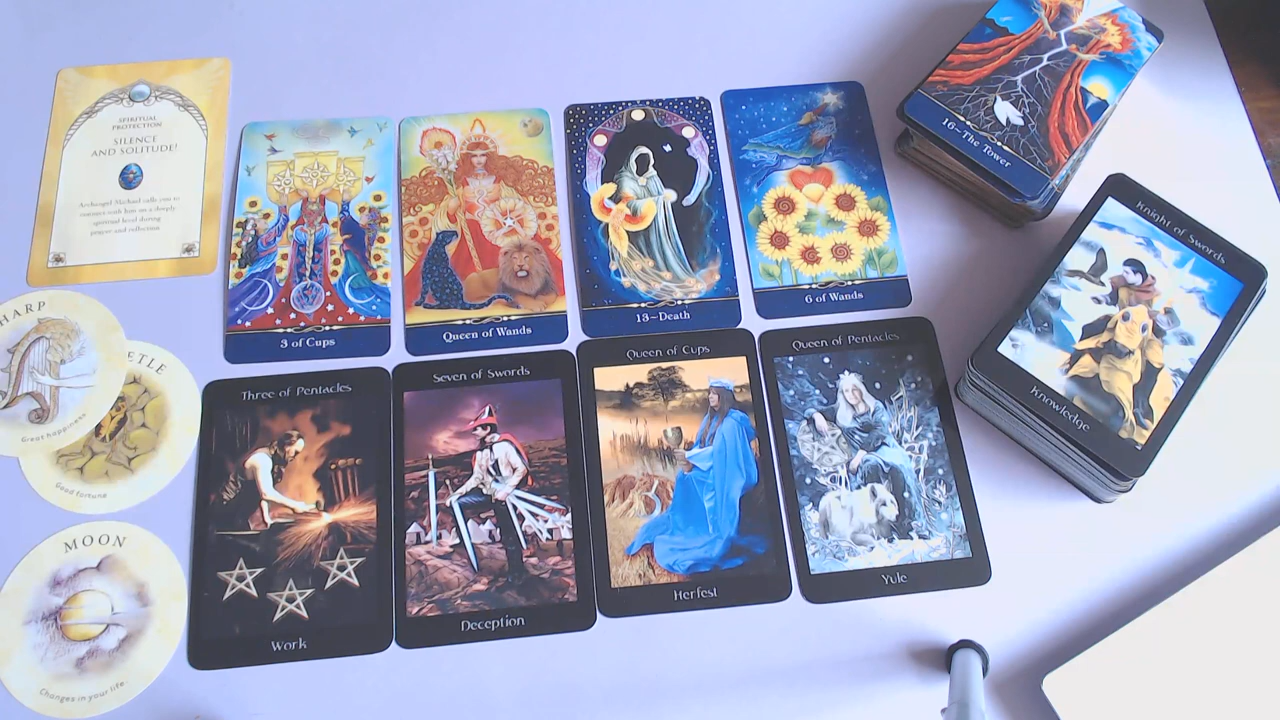 SPIRITUAL
PROTECTION
SILENCE
AND SOLITUDE!
Archangel Michael calls you to
connect with him on a deeply
spiritual level during
prayer and reflection
HARP
Great happiness
TLE
Good fortune
MOON
Changes in your life
3 of Cups
Queen of Wands
13~Death
6 of Wands
16~The Tower
Three of Pentacles
Work
Seven of Swords
Deception
Queen of Cups
Herfest
Queen of Pentacles
Yule
Knight of Swords
Knowledge